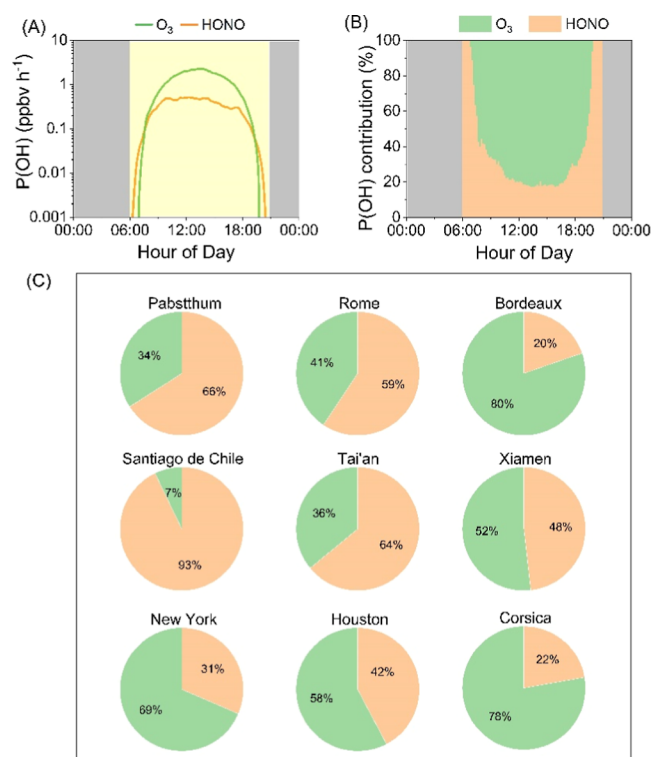 (A)
O3 HONO
P(OH) (ppbv h-1)
10
1
0.1
0.01
0.001
00:00 06:00 12:00 18:00 00:00
Hour of Day
(B)
O3 HONO
P(OH) contribution (%)
100
80
60
40
20
0
00:00 06:00 12:00 18:00 00:00
Hour of Day
(C)
Pabstthum Rome Bordeaux
34% 66% 41% 59% 20% 80%
Santiago de Chile Tai'an Xiamen
7% 93% 36% 64% 52% 48%
New York Houston Corsica
31% 69% 58% 42% 22% 78%